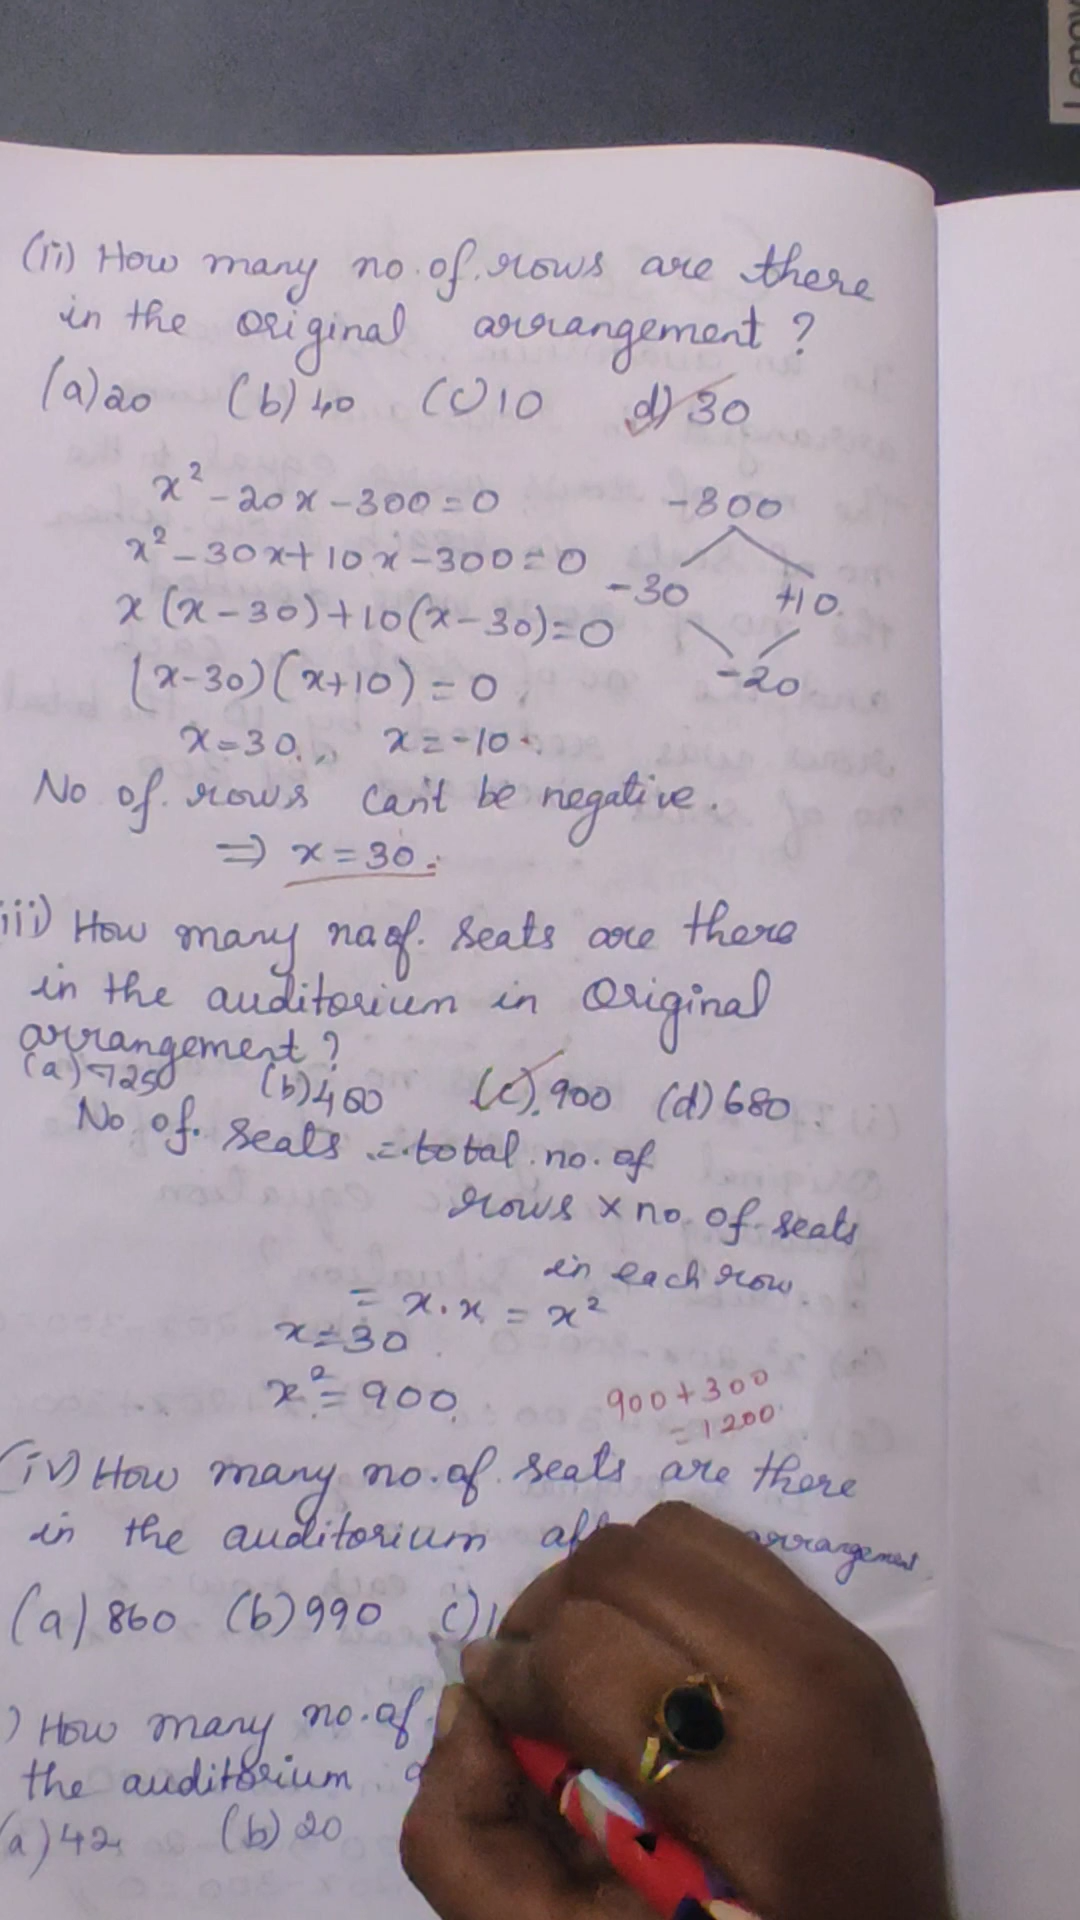 (ii) How many no. of. rows are there
in the original arrangement ?
(a) 20 (b) 40 (c) 10 d) 30
x² - 20x - 300 = 0
-300
x² - 30x + 10x - 300 = 0
-30 +10
x (x - 30) + 10 (x - 30) = 0
-20
(x-30) (x+10) = 0
x = 30, x = -10
No of. rows can't be negative.
⇒ x = 30.
iii) How many no of. seats are there
in the auditorium in Original
arrangement ?
(a) 7250 (b) 460 (c) 900 (d) 680
No. of. seats = total no. of
rows × no. of. seats
in each row
= x . x = x²
x = 30
x² = 900
900 + 300
= 1200
(iv) How many no. of. seats are there
in the auditorium arrangement
(a) 860 (b) 990 c)
) How many no. of.
the auditorium
a) 42 (b) 20